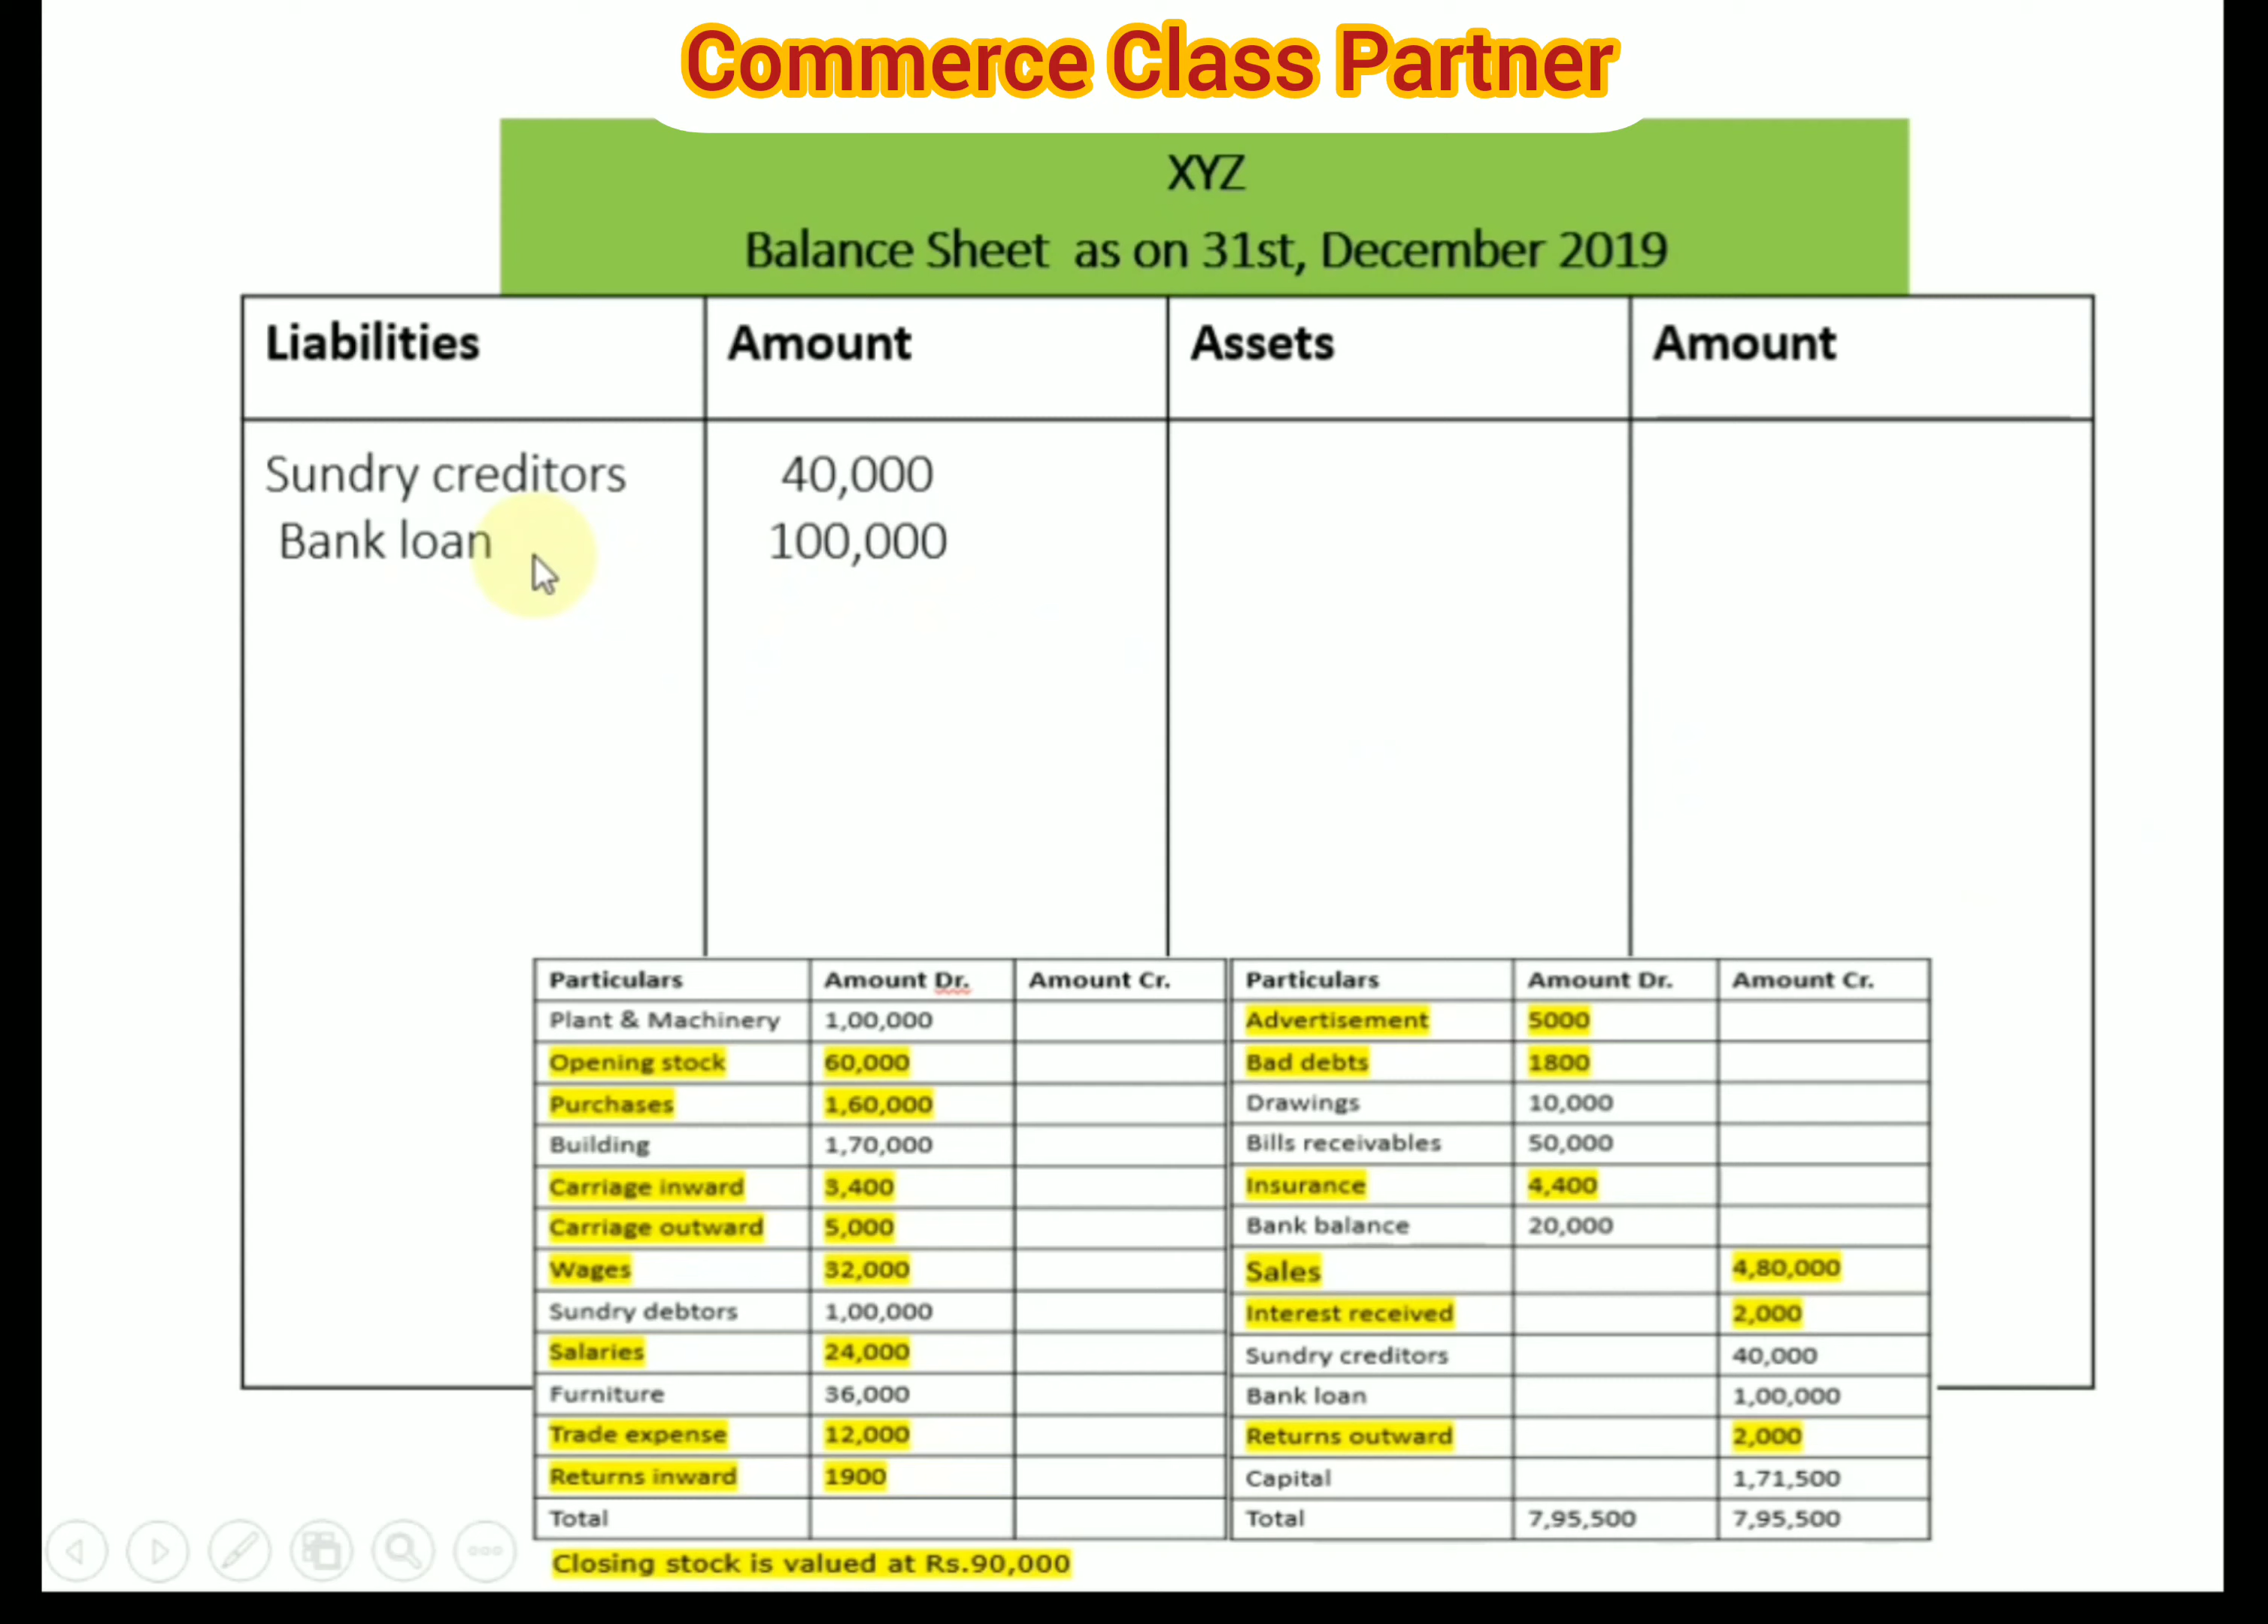 Commerce Class Partner
XYZ
Balance Sheet as on 31st, December 2019
Liabilities Amount Assets Amount
Sundry creditors 40,000
Bank loan 100,000
Particulars Amount Dr. Amount Cr. Particulars Amount Dr. Amount Cr.
Plant & Machinery 1,00,000 Advertisement 5000
Opening stock 60,000 Bad debts 1800
Purchases 1,60,000 Drawings 10,000
Building 1,70,000 Bills receivables 50,000
Carriage inward 3,400 Insurance 4,400
Carriage outward 5,000 Bank balance 20,000
Wages 32,000 Sales 4,80,000
Sundry debtors 1,00,000 Interest received 2,000
Salaries 24,000 Sundry creditors 40,000
Furniture 36,000 Bank loan 1,00,000
Trade expense 12,000 Returns outward 2,000
Returns inward 1900 Capital 1,71,500
Total Total 7,95,500 7,95,500
Closing stock is valued at Rs.90,000